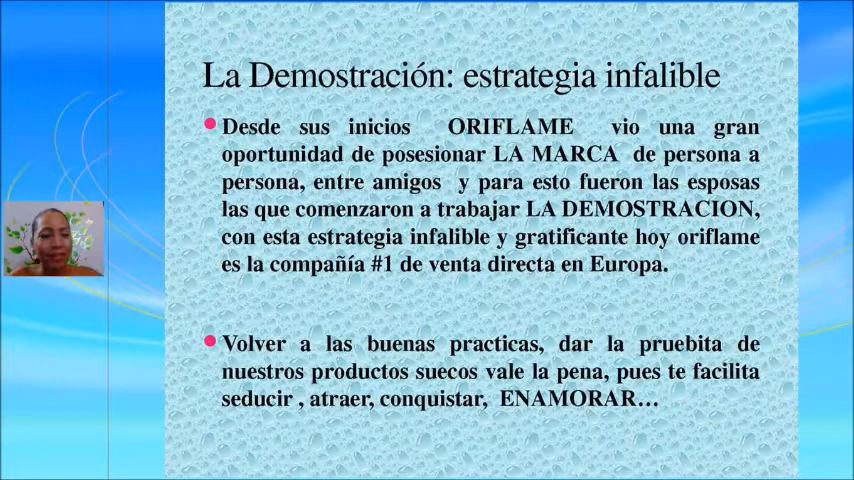 La Demostración: estrategia infalible
Desde sus inicios ORIFLAME vio una gran
oportunidad de posesionar LA MARCA de persona a
persona, entre amigos y para esto fueron las esposas
las que comenzaron a trabajar LA DEMOSTRACION,
con esta estrategia infalible y gratificante hoy oriflame
es la compañía #1 de venta directa en Europa.
Volver a las buenas practicas, dar la pruebita de
nuestros productos suecos vale la pena, pues te facilita
seducir , atraer, conquistar, ENAMORAR…